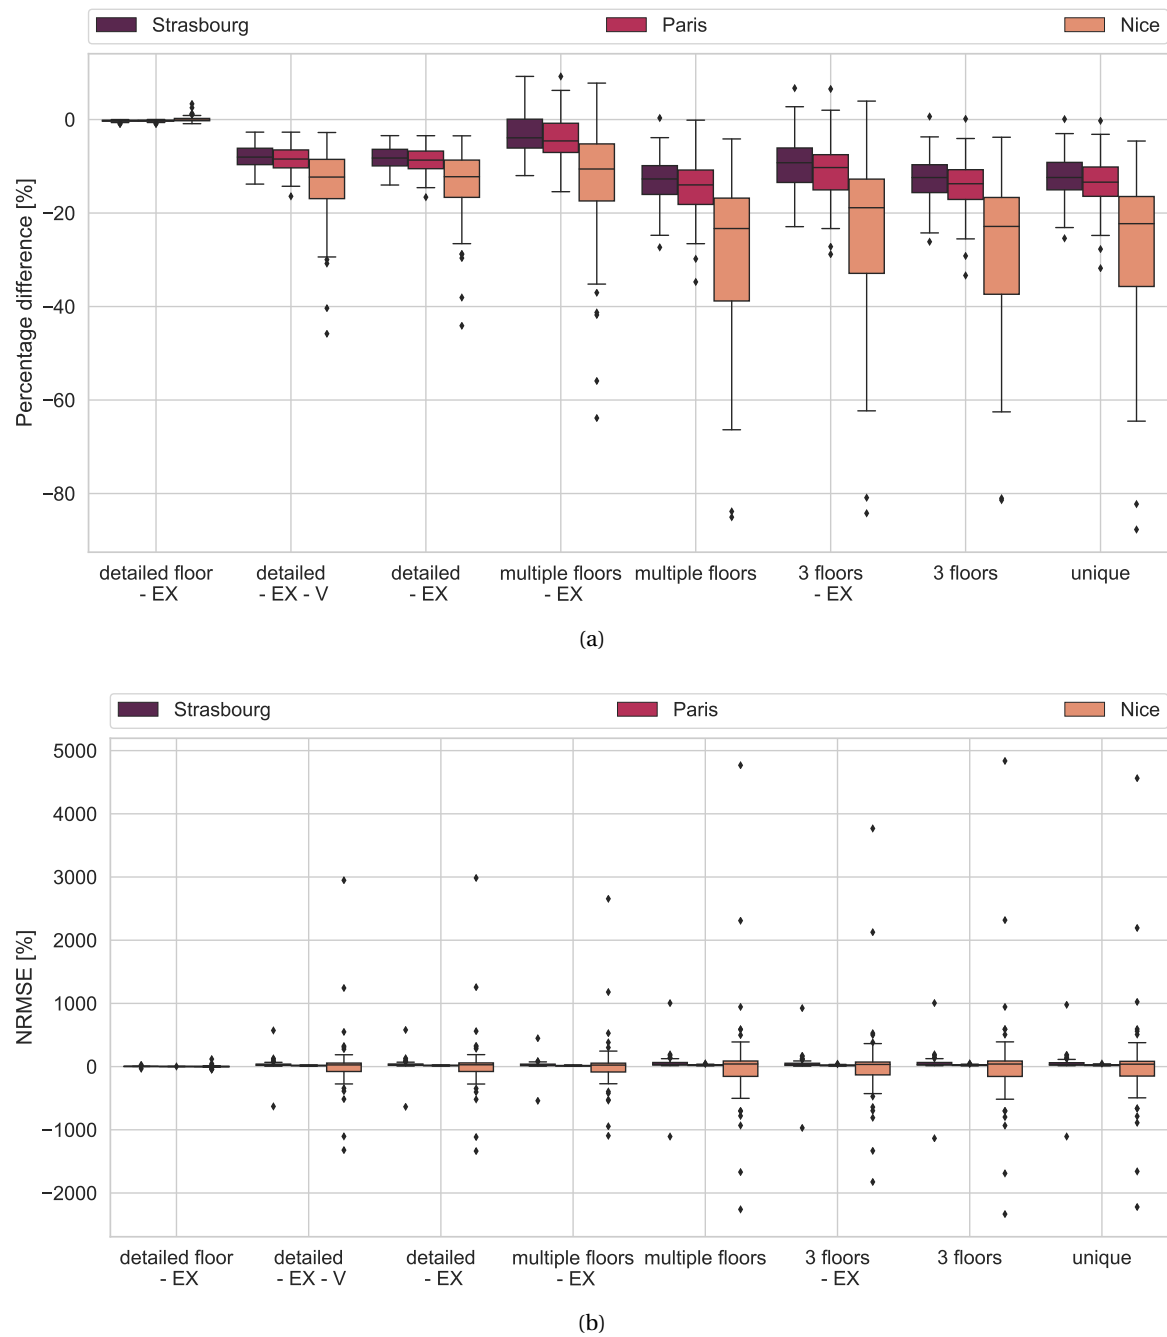 Strasbourg Paris Nice
Percentage difference [%]
0
−20
−40
−60
−80
detailed floor detailed detailed multiple floors multiple floors 3 floors 3 floors unique
- EX - EX - V - EX - EX - EX
(a)
Strasbourg Paris Nice
NRMSE [%]
5000
4000
3000
2000
1000
0
−1000
−2000
detailed floor detailed detailed multiple floors multiple floors 3 floors 3 floors unique
- EX - EX - V - EX - EX - EX
(b)